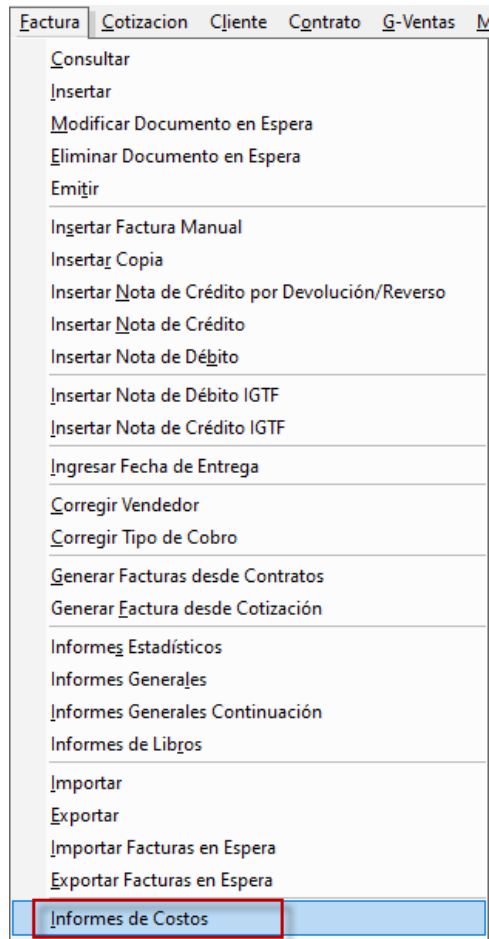 Factura Cotizacion Cliente Contrato G-Ventas M
Consultar
Insertar
Modificar Documento en Espera
Eliminar Documento en Espera
Emitir
Insertar Factura Manual
Insertar Copia
Insertar Nota de Crédito por Devolución/Reverso
Insertar Nota de Crédito
Insertar Nota de Débito
Insertar Nota de Débito IGTF
Insertar Nota de Crédito IGTF
Ingresar Fecha de Entrega
Corregir Vendedor
Corregir Tipo de Cobro
Generar Facturas desde Contratos
Generar Factura desde Cotización
Informes Estadísticos
Informes Generales
Informes Generales Continuación
Informes de Libros
Importar
Exportar
Importar Facturas en Espera
Exportar Facturas en Espera
Informes de Costos